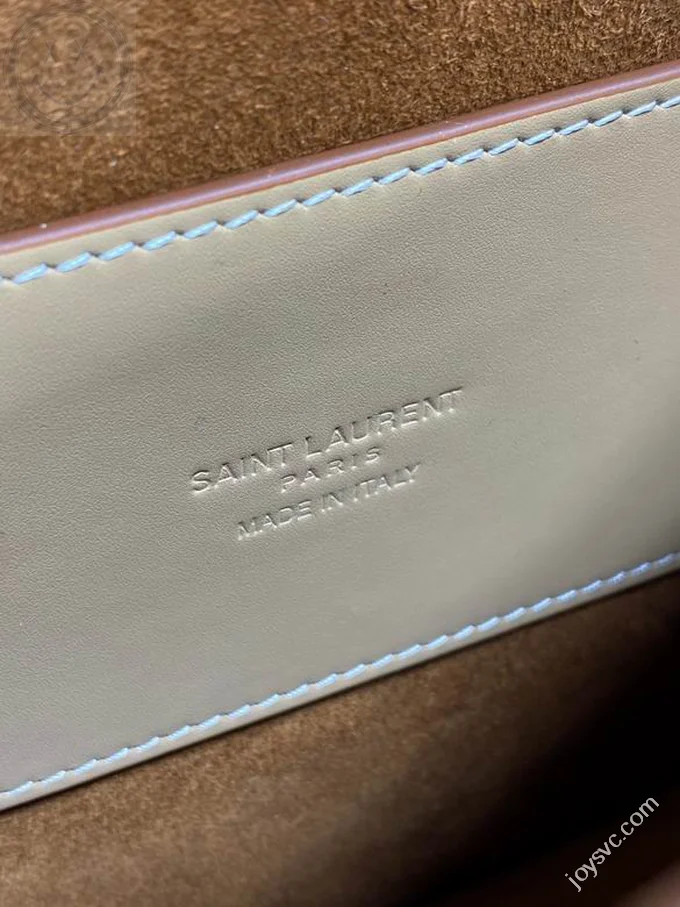 SAINT LAURENT
PARIS
MADE IN ITALY
joysvc.com